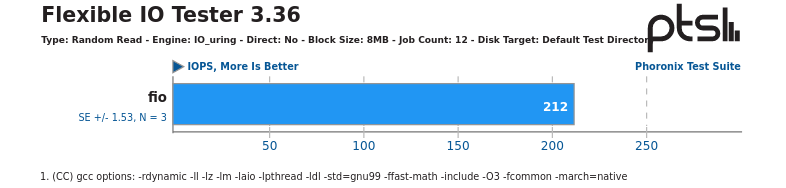 Flexible IO Tester 3.36
Type: Random Read - Engine: IO_uring - Direct: No - Block Size: 8MB - Job Count: 12 - Disk Target: Default Test Director
ptsl
IOPS, More Is Better
Phoronix Test Suite
fio
SE +/- 1.53, N = 3
212
50 100 150 200 250
1. (CC) gcc options: -rdynamic -ll -lz -lm -laio -lpthread -ldl -std=gnu99 -ffast-math -include -O3 -fcommon -march=native